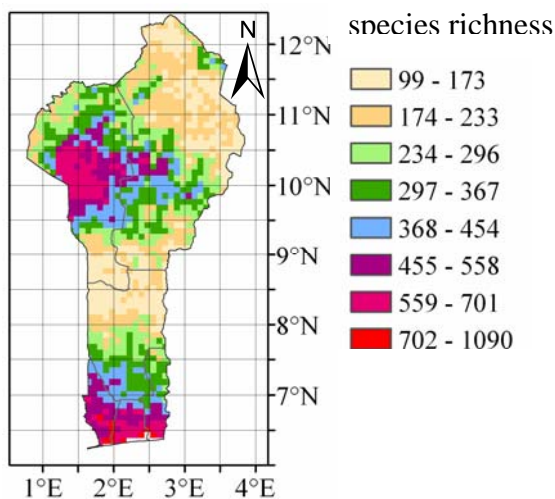 species richness
N
12°N
11°N
10°N
9°N
8°N
7°N
1°E 2°E 3°E 4°E
99 - 173
174 - 233
234 - 296
297 - 367
368 - 454
455 - 558
559 - 701
702 - 1090